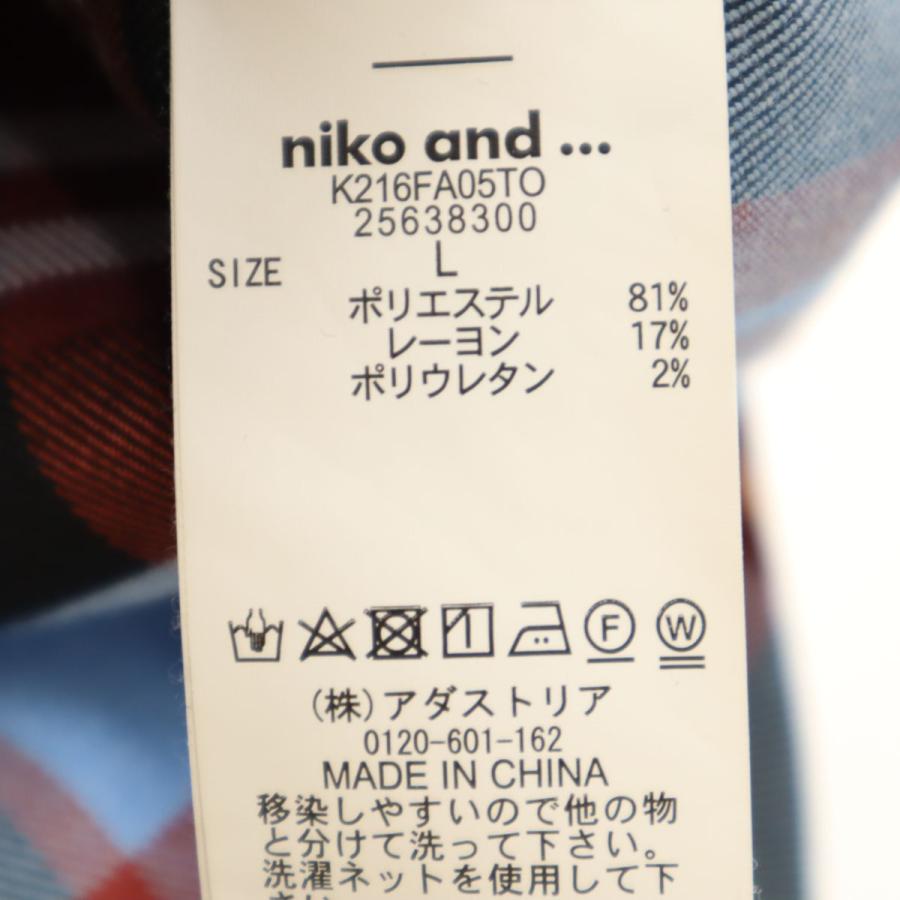 niko and ...
K216FA05TO
25638300
SIZE L
ポリエステル 81%
レーヨン 17%
ポリウレタン 2%
F W
(株)アダストリア
0120-601-162
MADE IN CHINA
移染しやすいので他の物
と分けて洗って下さい。
洗濯ネットを使用して下